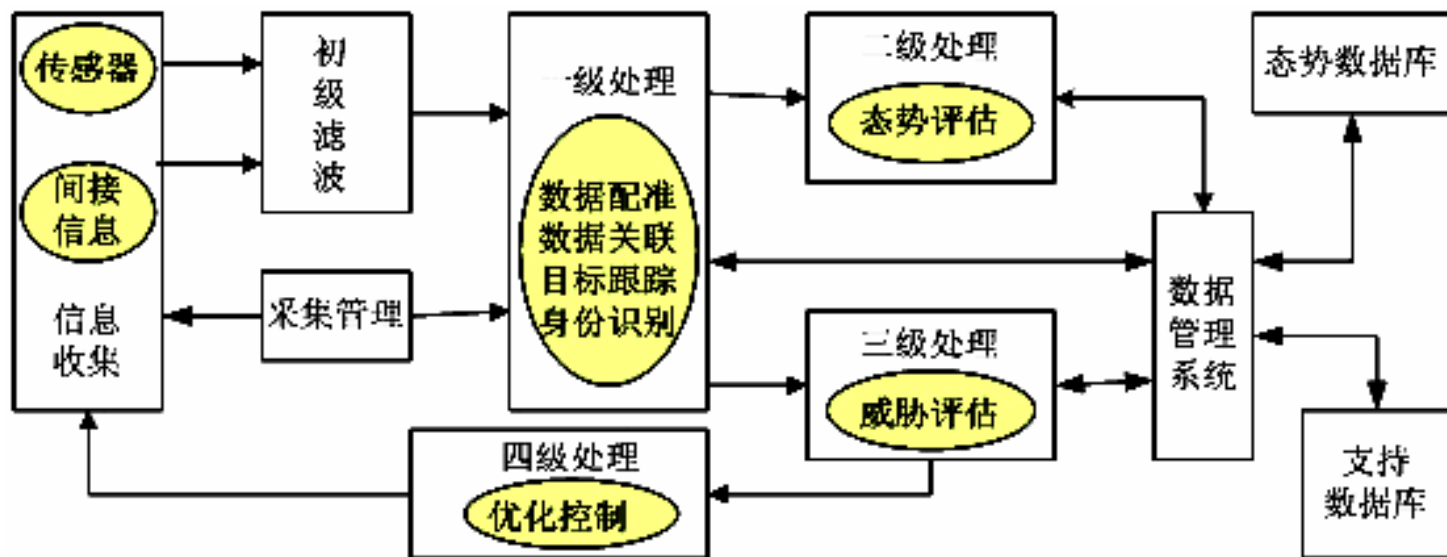 传感器
间接
信息
信息
收集
初
级
滤
波
采集管理
一级处理
数据配准
数据关联
目标跟踪
身份识别
二级处理
态势评估
三级处理
威胁评估
四级处理
优化控制
数据
管理
系统
态势数据库
支持
数据库